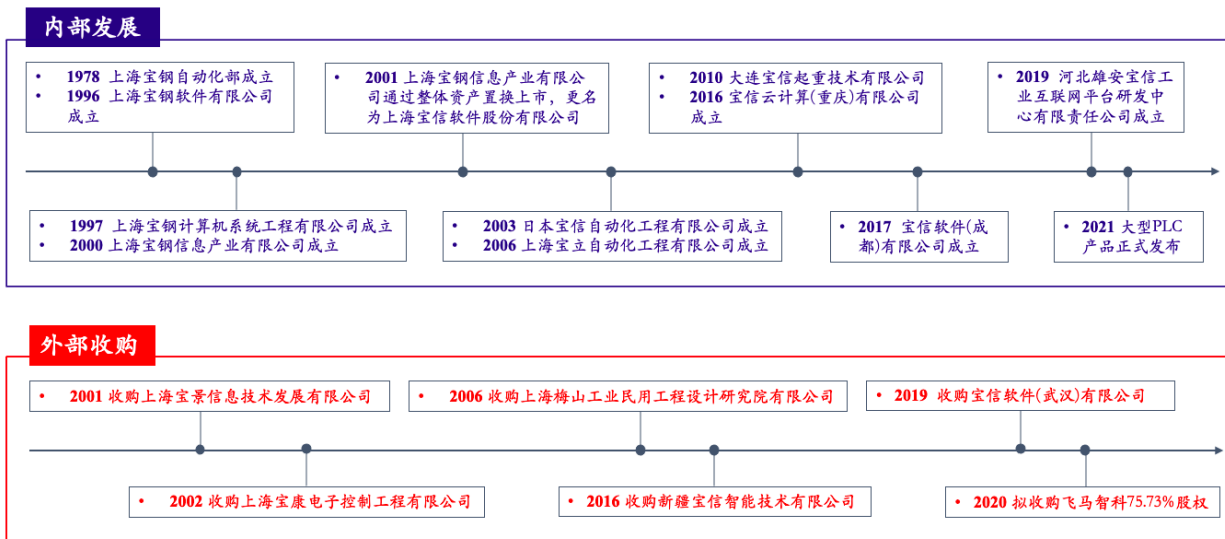 内部发展
• 1978 上海宝钢自动化部成立
• 1996 上海宝钢软件有限公司
成立
• 2001 上海宝钢信息产业有限公
司通过整体资产置换上市，更名
为上海宝信软件股份有限公司
• 2010 大连宝信起重技术有限公司
• 2016 宝信云计算(重庆)有限公司
成立
• 2019 河北雄安宝信工
业互联网平台研发中
心有限责任公司成立
• 1997 上海宝钢计算机系统工程有限公司成立
• 2000 上海宝钢信息产业有限公司成立
• 2003 日本宝信自动化工程有限公司成立
• 2006 上海宝立自动化工程有限公司成立
• 2017 宝信软件(成
都)有限公司成立
• 2021 大型PLC
产品正式发布
外部收购
• 2001 收购上海宝景信息技术发展有限公司
• 2006 收购上海梅山工业民用工程设计研究院有限公司
• 2019 收购宝信软件(武汉)有限公司
• 2002 收购上海宝康电子控制工程有限公司
• 2016 收购新疆宝信智能技术有限公司
• 2020 拟收购飞马智科75.73%股权